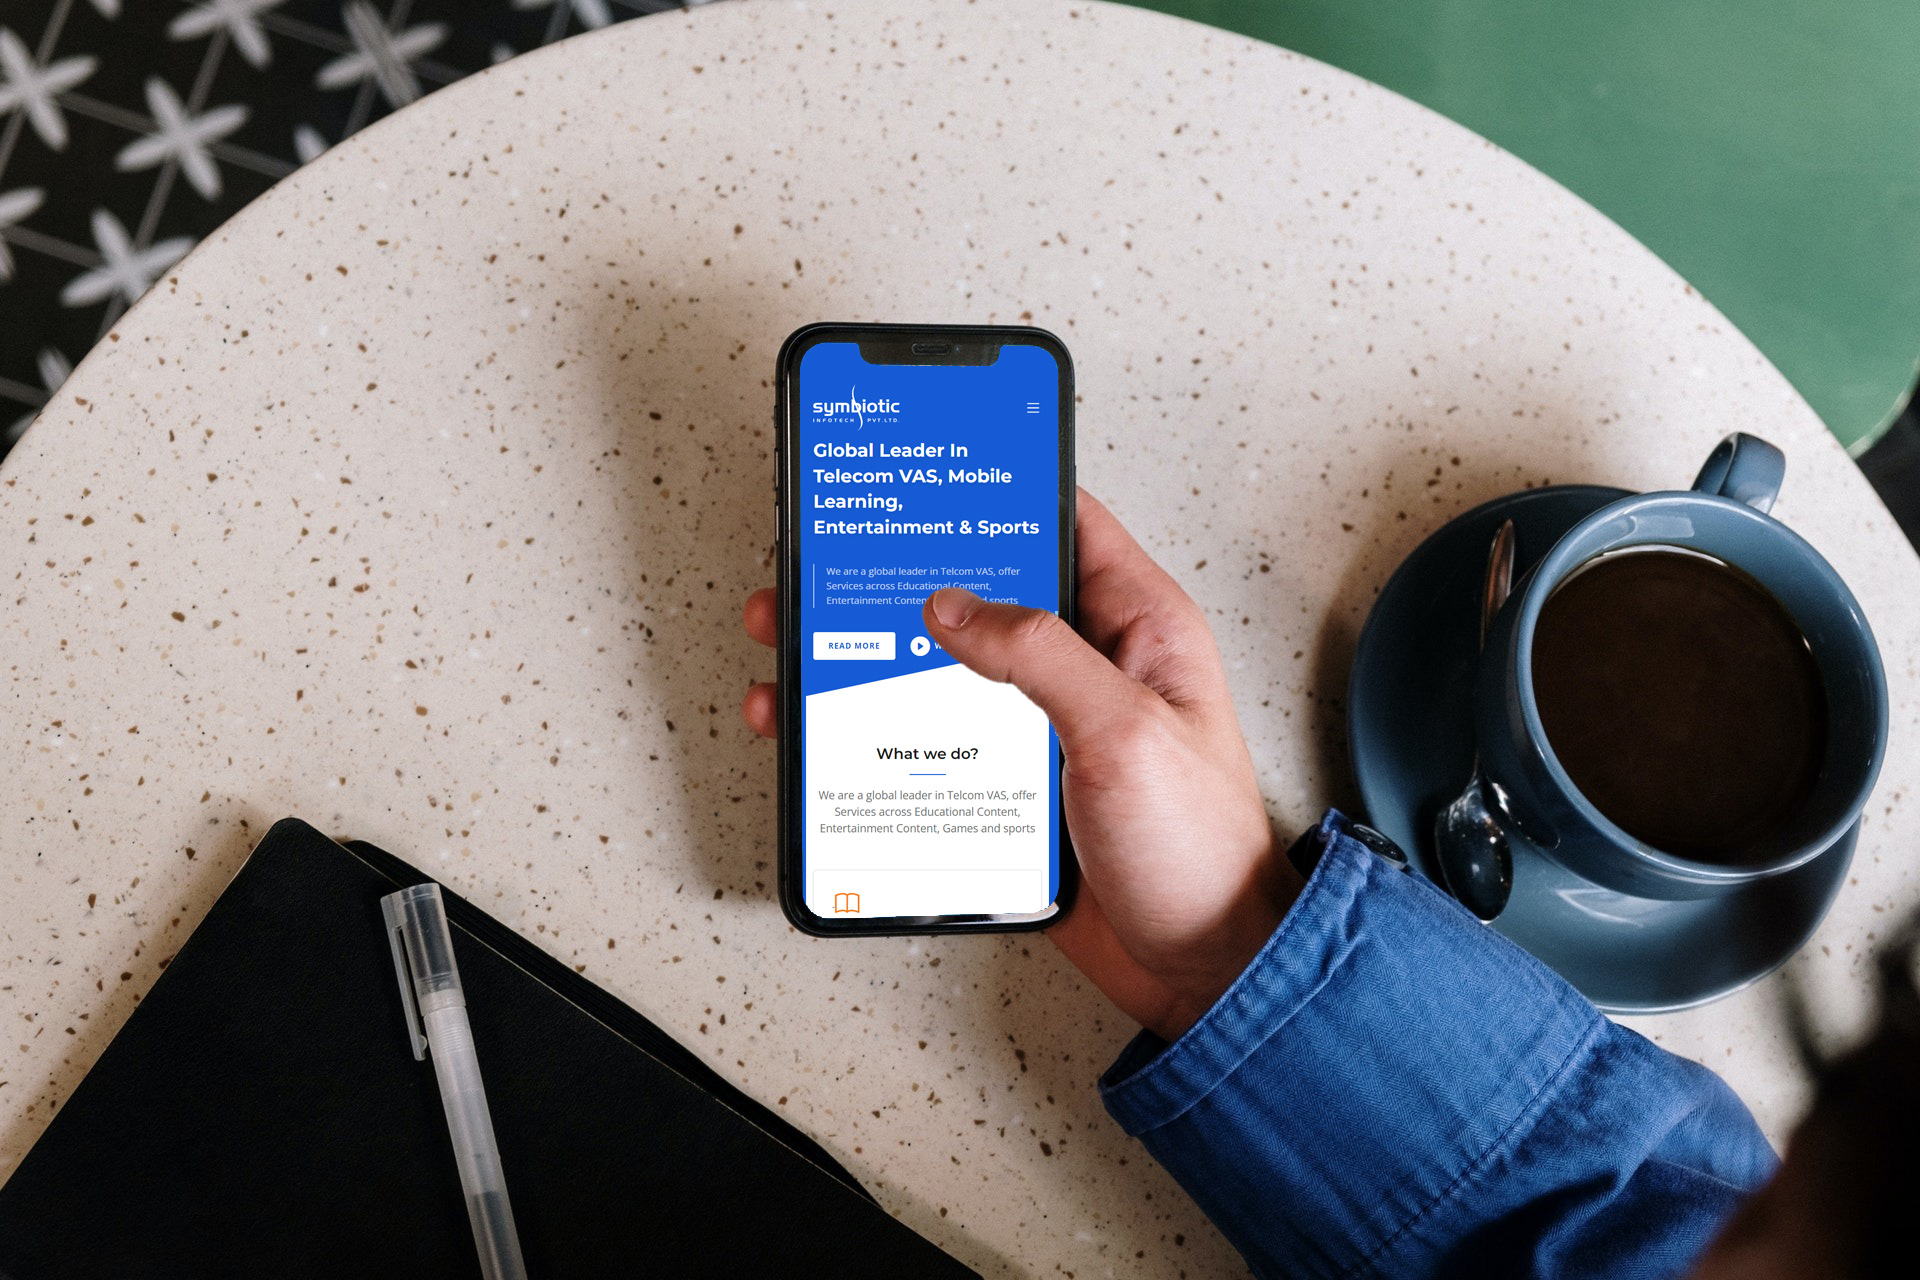 symbiotic
INFOTECH PVT.LTD.
Global Leader In
Telecom VAS, Mobile
Learning,
Entertainment & Sports
We are a global leader in Telcom VAS, offer
Services across Educational Content,
Entertainment Content, sports
READ MORE
What we do?
We are a global leader in Telcom VAS, offer
Services across Educational Content,
Entertainment Content, Games and sports